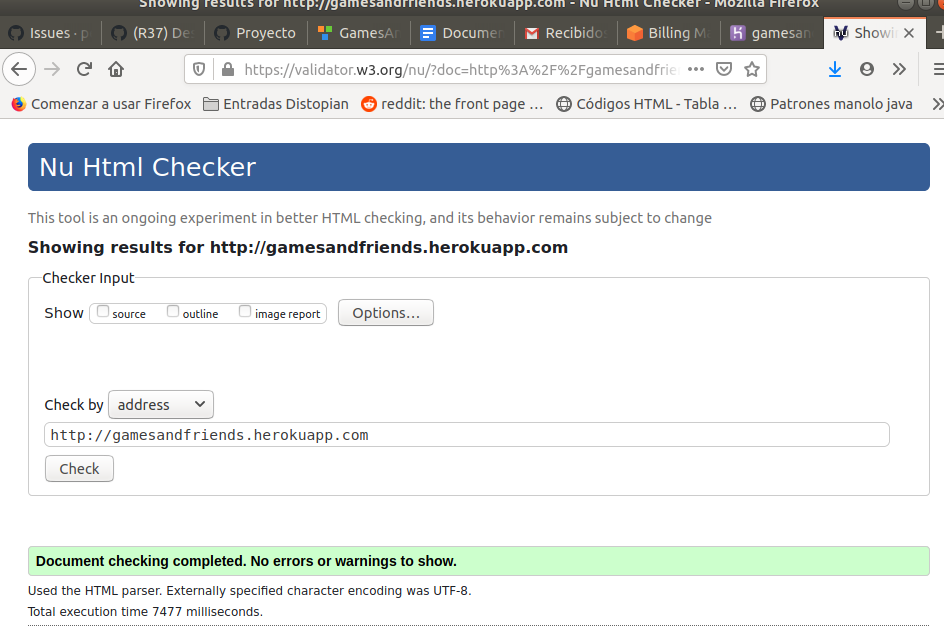 Showing results for http://gamesandfriends.herokuapp.com - Nu Html Checker - Mozilla Firefox
Issues · p (R37) De Proyecto GamesAn Documen Recibidos Billing Ma gamesan Showin
https://validator.w3.org/nu/?doc=http%3A%2F%2Fgamesandfrie
Comenzar a usar Firefox Entradas Distopian reddit: the front page ... Códigos HTML - Tabla ... Patrones manolo java
Nu Html Checker
This tool is an ongoing experiment in better HTML checking, and its behavior remains subject to change
Showing results for http://gamesandfriends.herokuapp.com
Checker Input
Show source outline image report Options...
Check by address
http://gamesandfriends.herokuapp.com
Check
Document checking completed. No errors or warnings to show.
Used the HTML parser. Externally specified character encoding was UTF-8.
Total execution time 7477 milliseconds.